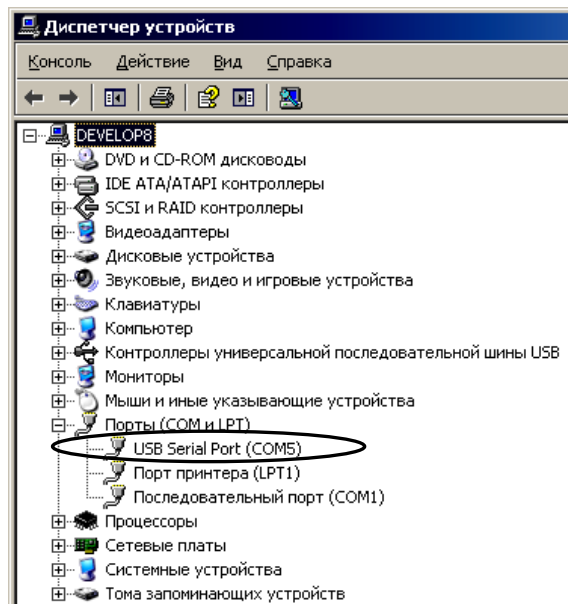 Диспетчер устройств
Консоль Действие Вид Справка
DEVELOP8
DVD и CD-ROM дисководы
IDE ATA/ATAPI контроллеры
SCSI и RAID контроллеры
Видеоадаптеры
Дисковые устройства
Звуковые, видео и игровые устройства
Клавиатуры
Компьютер
Контроллеры универсальной последовательной шины USB
Мониторы
Мыши и иные указывающие устройства
Порты (COM и LPT)
USB Serial Port (COM5)
Порт принтера (LPT1)
Последовательный порт (COM1)
Процессоры
Сетевые платы
Системные устройства
Тома запоминающих устройств